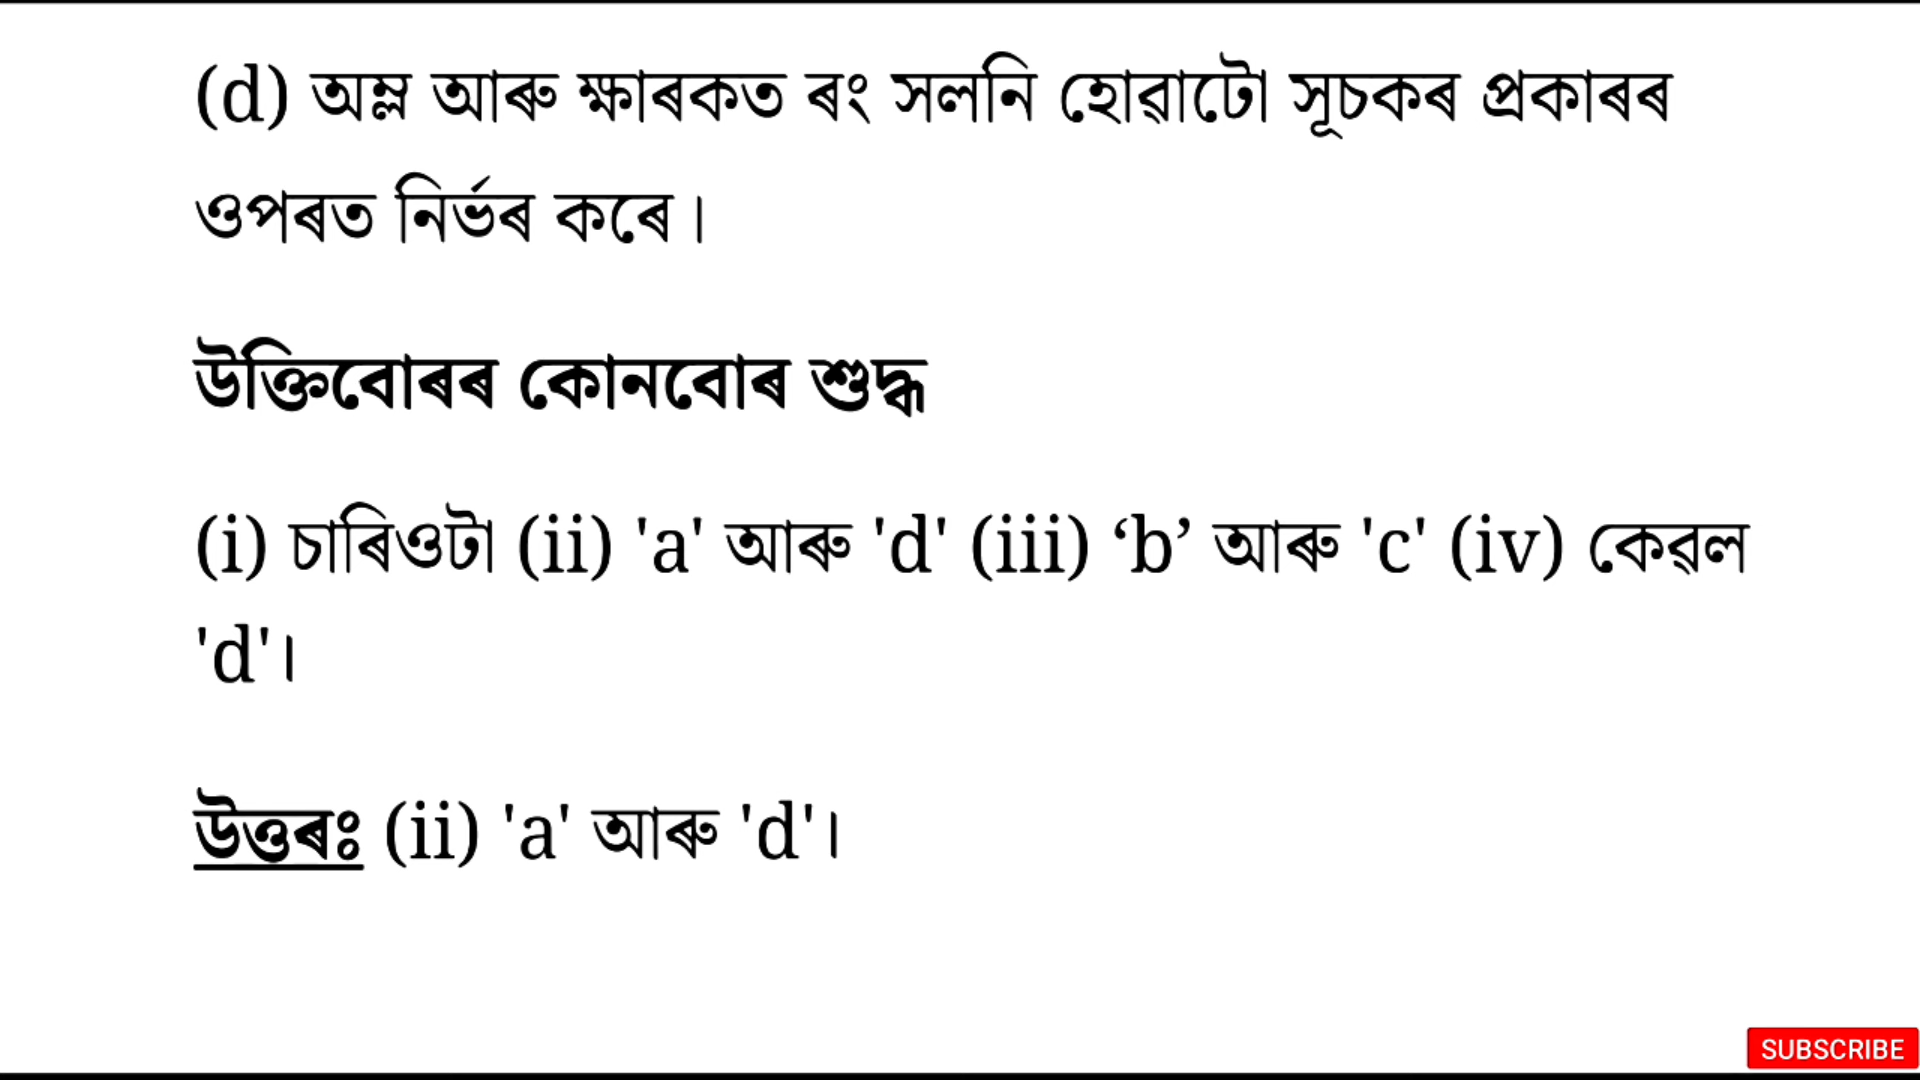 (d) অম্ল আৰু ক্ষাৰকত ৰং সলনি হোৱাটো সূচকৰ প্ৰকাৰৰ
ওপৰত নিৰ্ভৰ কৰে।
উক্তিবোৰৰ কোনবোৰ শুদ্ধ
(i) চাৰিওটা (ii) 'a' আৰু 'd' (iii) ‘b’ আৰু 'c' (iv) কেৱল
'd'।
উত্তৰঃ (ii) 'a' আৰু 'd'।
SUBSCRIBE